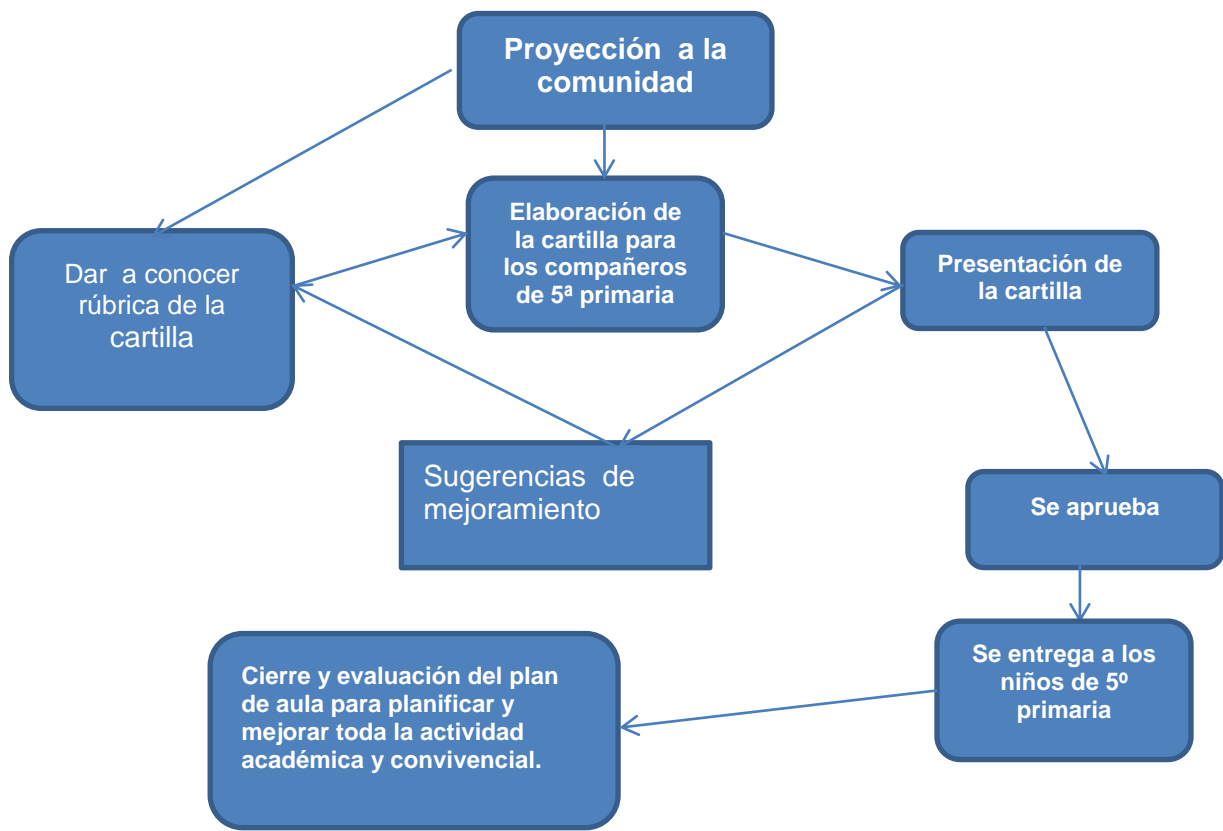 Proyección a la
comunidad
Elaboración de
la cartilla para
los compañeros
de 5ª primaria
Dar a conocer
rúbrica de la
cartilla
Presentación de
la cartilla
Sugerencias de
mejoramiento
Se aprueba
Se entrega a los
niños de 5º
primaria
Cierre y evaluación del plan
de aula para planificar y
mejorar toda la actividad
académica y convivencial.